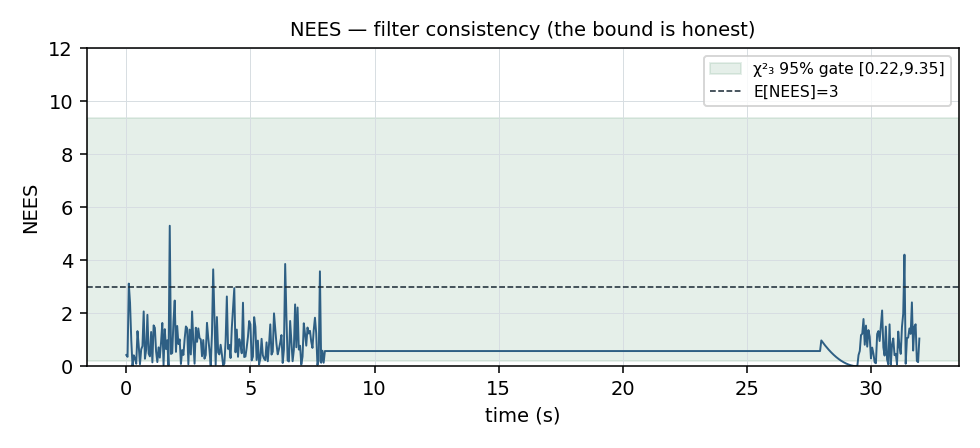 NEES — filter consistency (the bound is honest)
χ²₃ 95% gate [0.22,9.35]
E[NEES]=3
12
10
8
6
4
2
0
NEES
0 5 10 15 20 25 30
time (s)